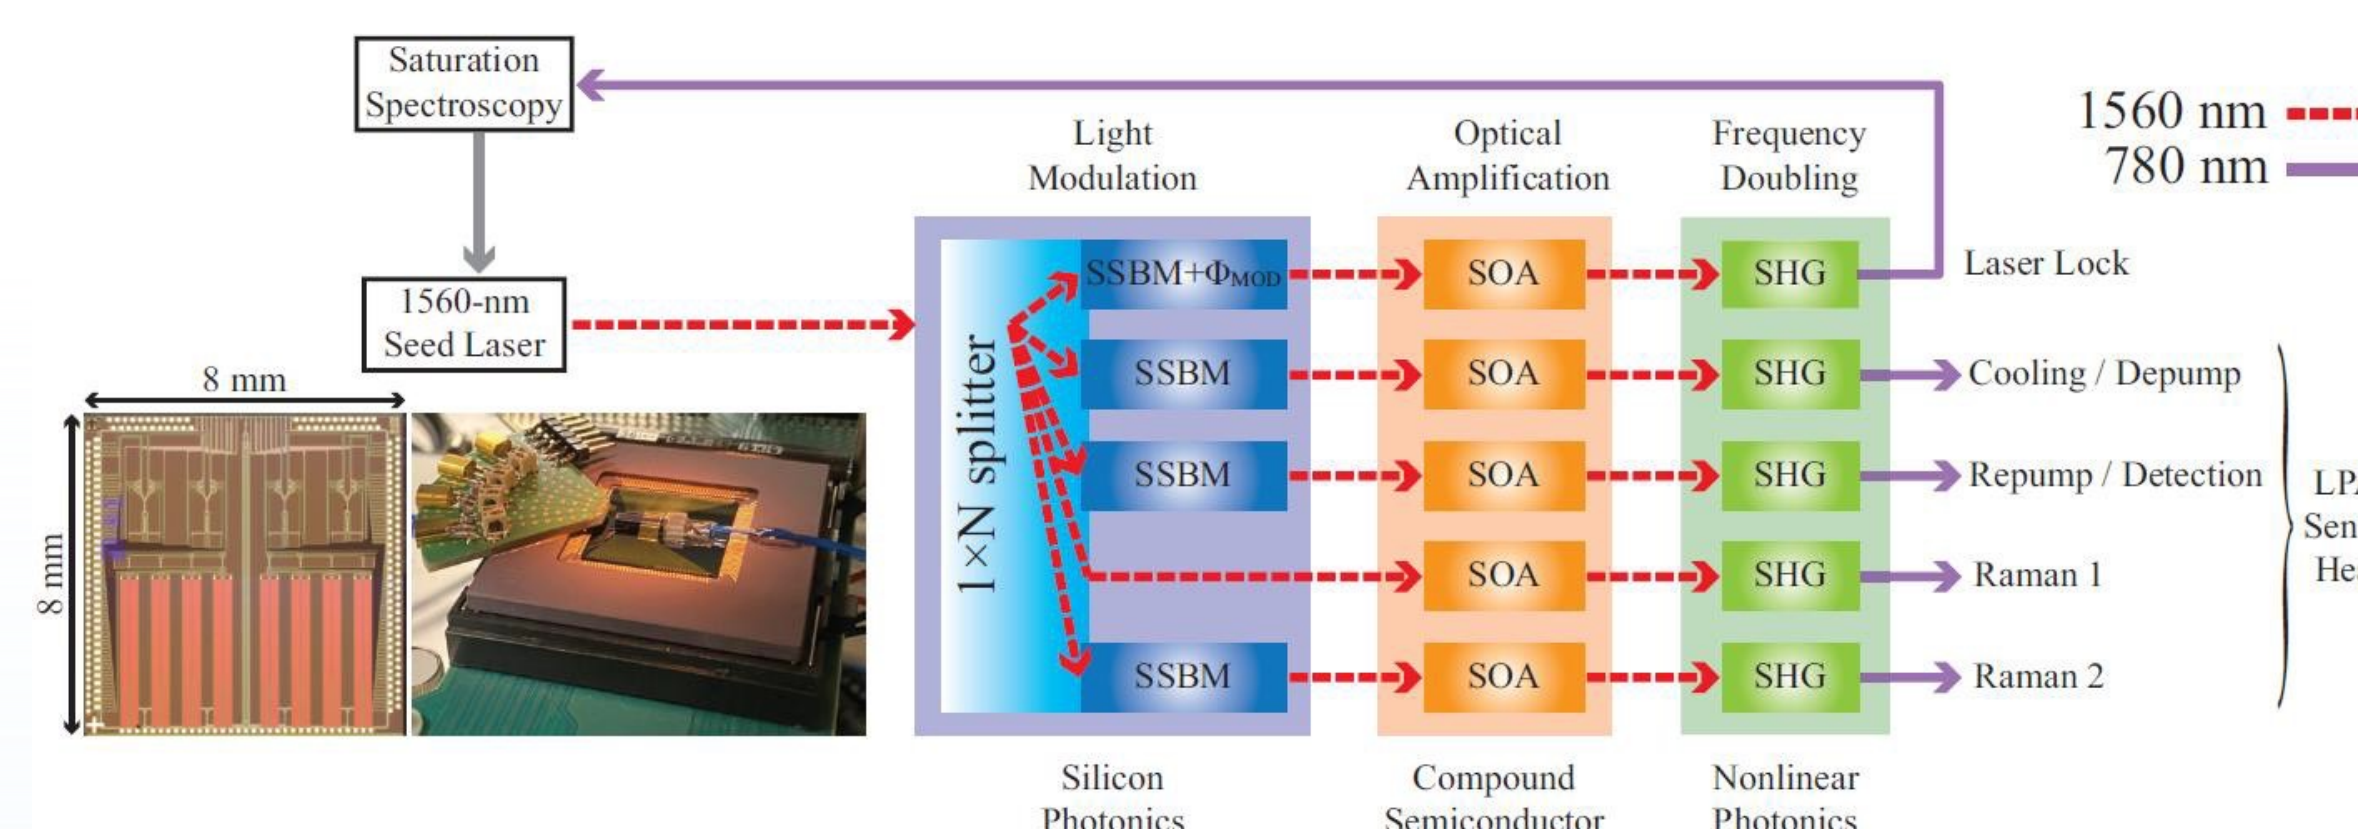 Saturation
Spectroscopy
1560 nm
780 nm
Light
Modulation
Optical
Amplification
Frequency
Doubling
1560-nm
Seed Laser
1×N splitter
SSBM+ΦMOD
SOA
SHG
Laser Lock
SSBM
SOA
SHG
Cooling / Depump
SSBM
SOA
SHG
Repump / Detection
SOA
SHG
Raman 1
SSBM
SOA
SHG
Raman 2
8 mm
8 mm
Silicon
Photonics
Compound
Semiconductor
Nonlinear
Photonics